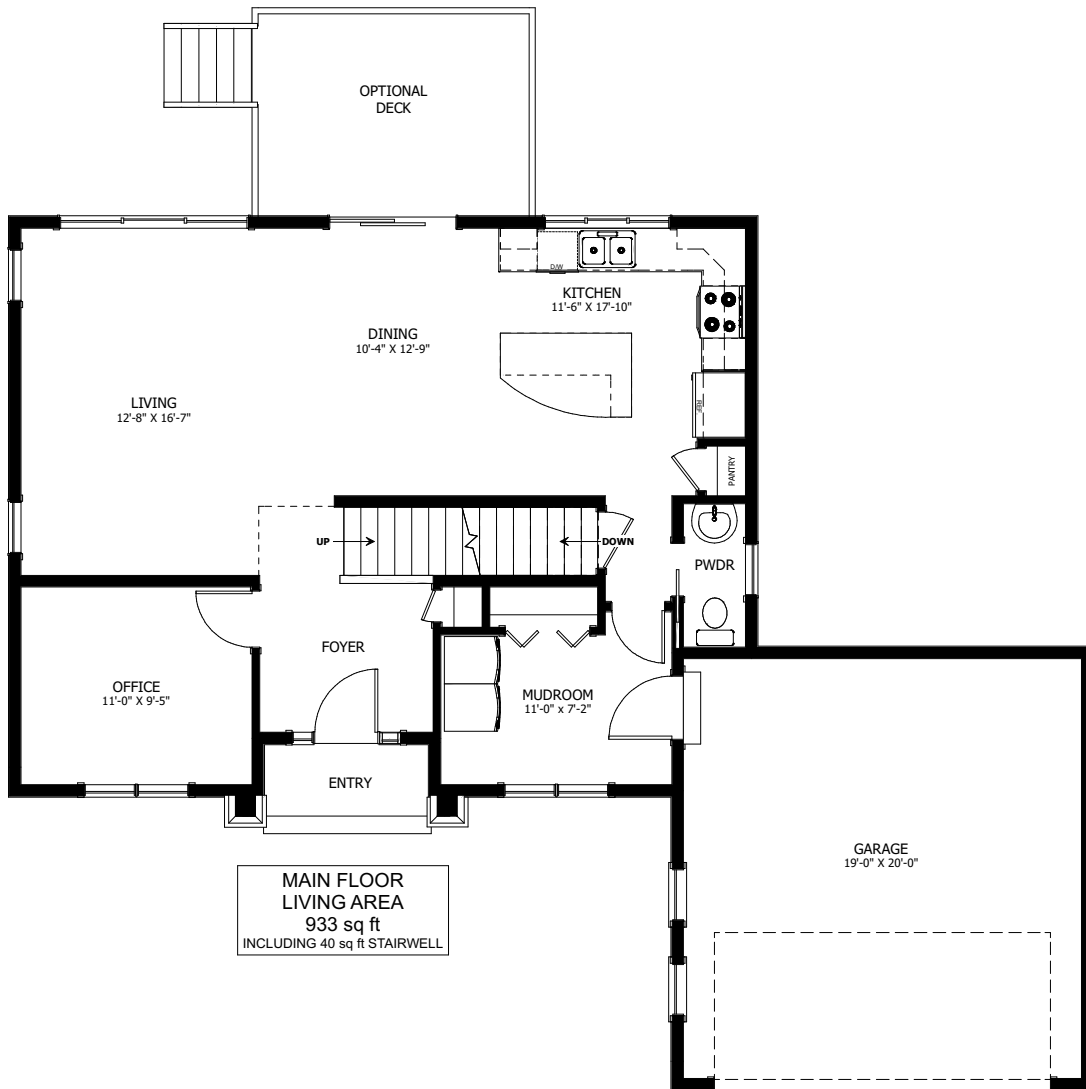 OPTIONAL
DECK
D/W
KITCHEN
11'-6" X 17'-10"
DINING
10'-4" X 12'-9"
LIVING
12'-8" X 16'-7"
REF
PANTRY
UP
DOWN
PWDR
FOYER
OFFICE
11'-0" X 9'-5"
MUDROOM
11'-0" x 7'-2"
ENTRY
GARAGE
19'-0" X 20'-0"
MAIN FLOOR
LIVING AREA
933 sq ft
INCLUDING 40 sq ft STAIRWELL